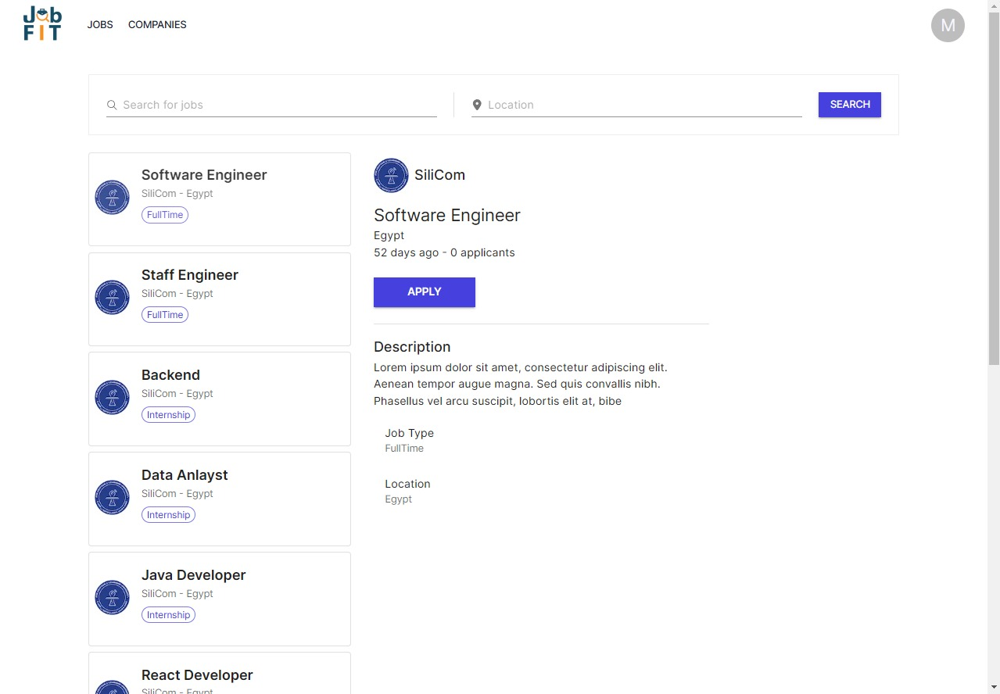 Job
FIT
JOBS
COMPANIES
M
Search for jobs
Location
SEARCH
Software Engineer
SiliCom - Egypt
FullTime
Staff Engineer
SiliCom - Egypt
FullTime
Backend
SiliCom - Egypt
Internship
Data Anlayst
SiliCom - Egypt
Internship
Java Developer
SiliCom - Egypt
Internship
React Developer
SiliCom - Egypt
SiliCom
Software Engineer
Egypt
52 days ago - 0 applicants
APPLY
Description
Lorem ipsum dolor sit amet, consectetur adipiscing elit.
Aenean tempor augue magna. Sed quis convallis nibh.
Phasellus vel arcu suscipit, lobortis elit at, bibe
Job Type
FullTime
Location
Egypt